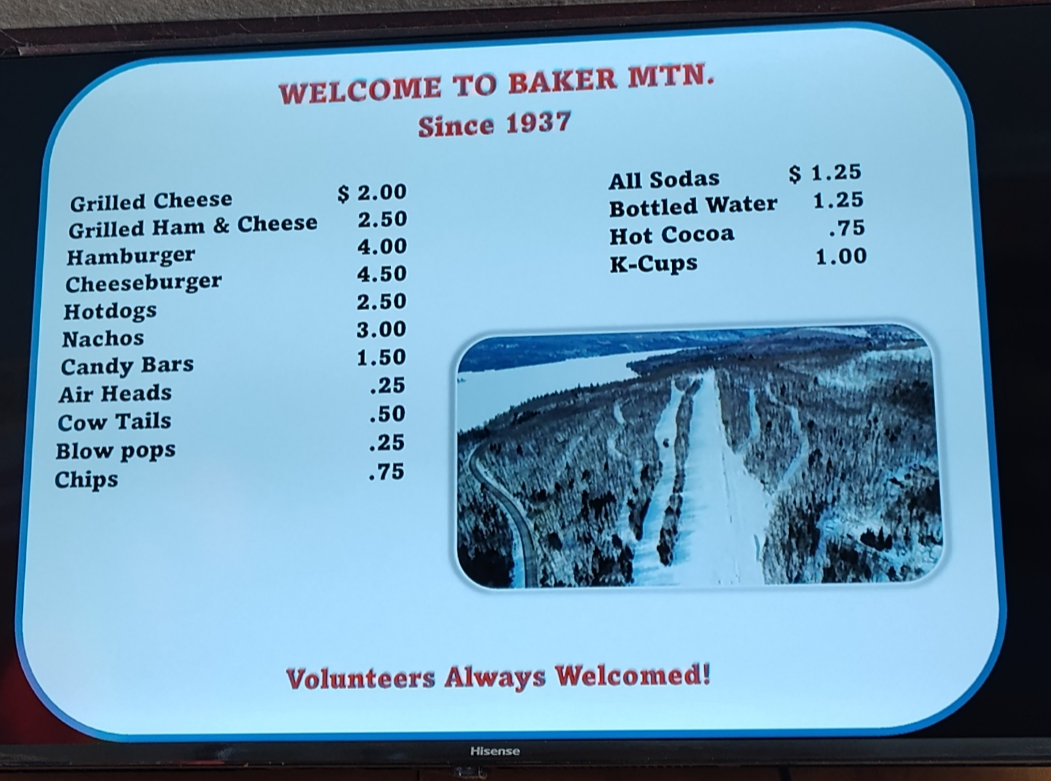 WELCOME TO BAKER MTN.
Since 1937
Grilled Cheese $ 2.00
Grilled Ham & Cheese 2.50
Hamburger 4.00
Cheeseburger 4.50
Hotdogs 2.50
Nachos 3.00
Candy Bars 1.50
Air Heads .25
Cow Tails .50
Blow pops .25
Chips .75
All Sodas $ 1.25
Bottled Water 1.25
Hot Cocoa .75
K-Cups 1.00
Volunteers Always Welcomed!
Hisense